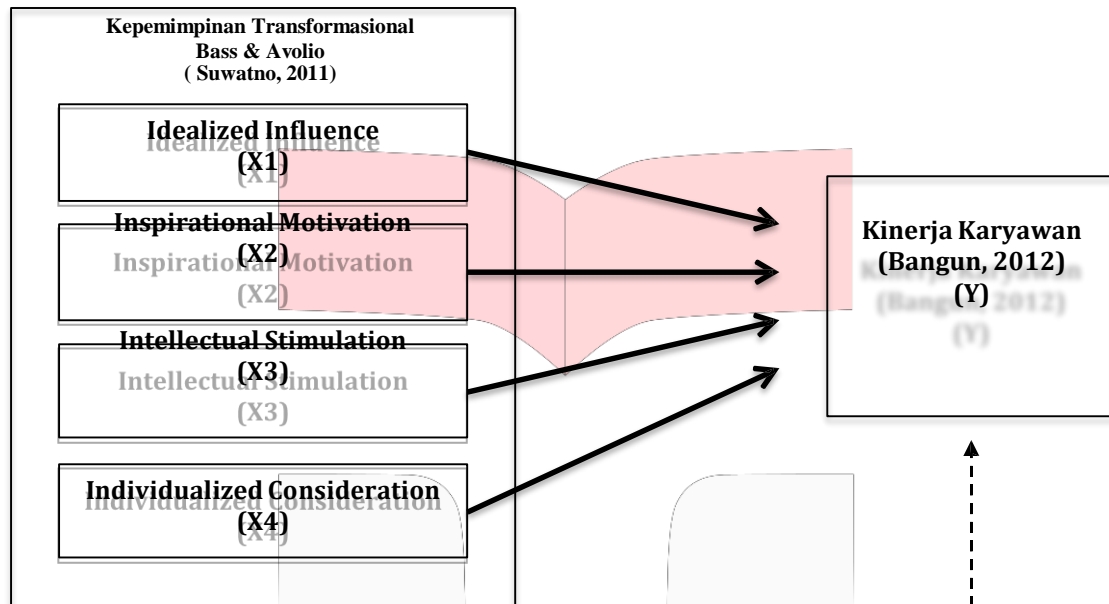 Kepemimpinan Transformasional
Bass & Avolio
( Suwatno, 2011)
Idealized Influence
(X1)
Inspirational Motivation
(X2)
Intellectual Stimulation
(X3)
Individualized Consideration
(X4)
Kinerja Karyawan
(Bangun, 2012)
(Y)